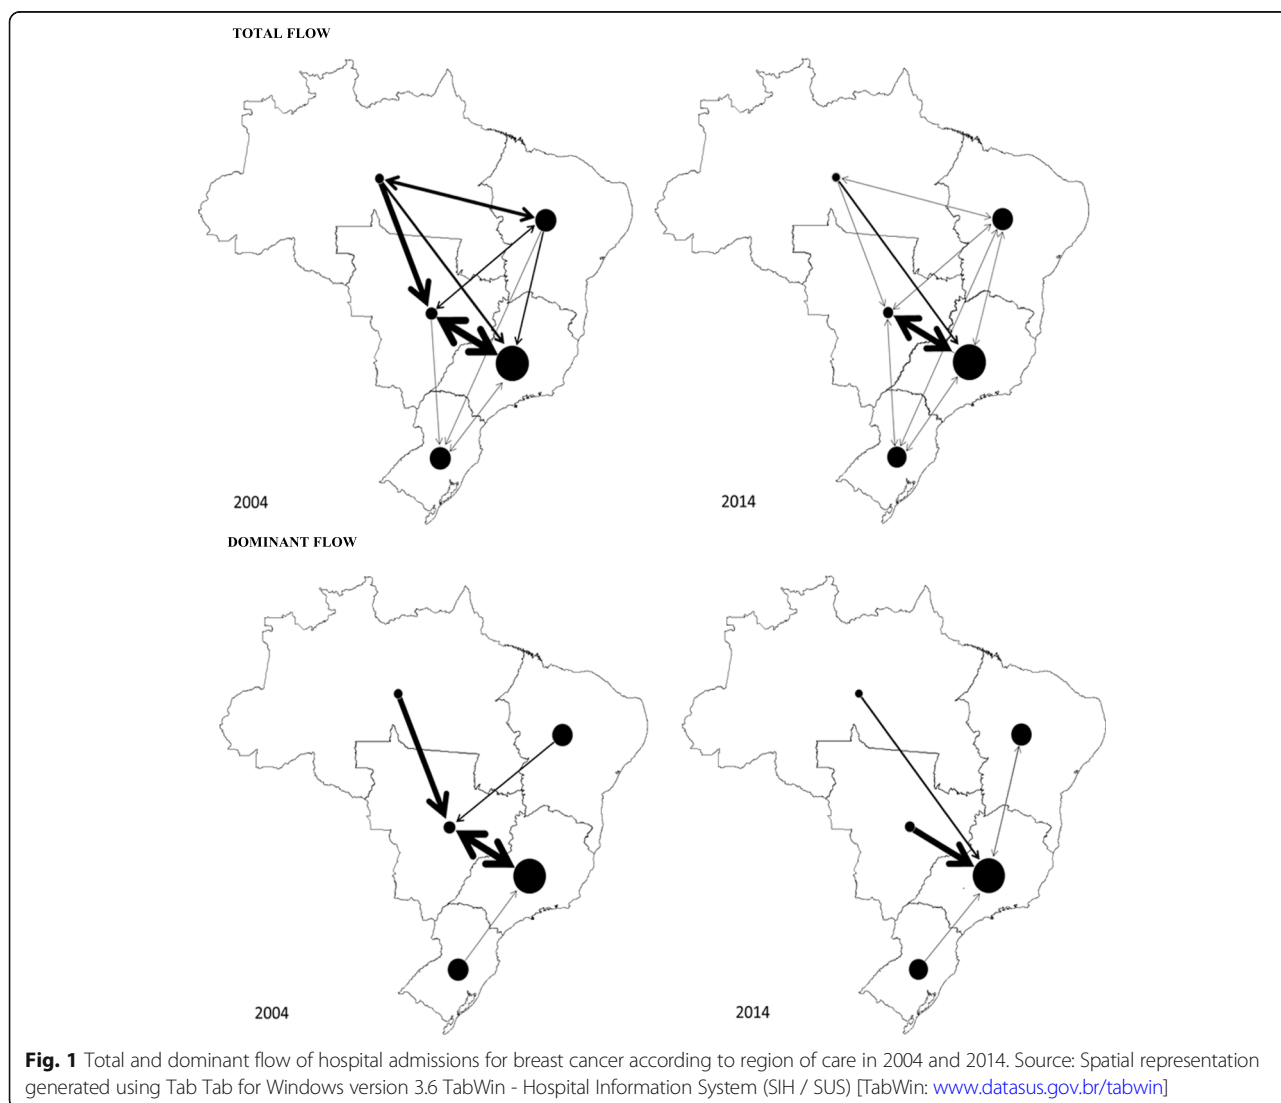 TOTAL FLOW
2004
2014
DOMINANT FLOW
2004
2014
Fig. 1 Total and dominant flow of hospital admissions for breast cancer according to region of care in 2004 and 2014. Source: Spatial representation
generated using Tab Tab for Windows version 3.6 TabWin - Hospital Information System (SIH / SUS) [TabWin: www.datasus.gov.br/tabwin]